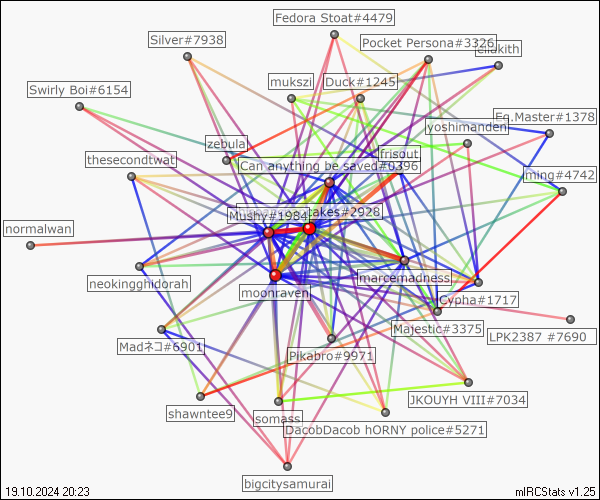 Fedora Stoat#4479
Silver#7938
Pocket Persona#3326
mukszi
Duck#1245
Swirly Boi#6154
Eq.Master#1378
yoshimanden
zebula
frisout
thesecondtwat
Can anything be saved#0396
ming#4742
Mushy#1984
akes#2928
normalwan
marcemadness
neokingghidorah
moonraven
Cypha#1717
Majestic#3375
LPK2387 #7690
Madネコ#6901
Pikabro#9971
JKOUYH VIII#7034
shawntee9
somass
DacobDacob hORNY police#5271
bigcitysamurai
19.10.2024 20:23
mIRCStats v1.25